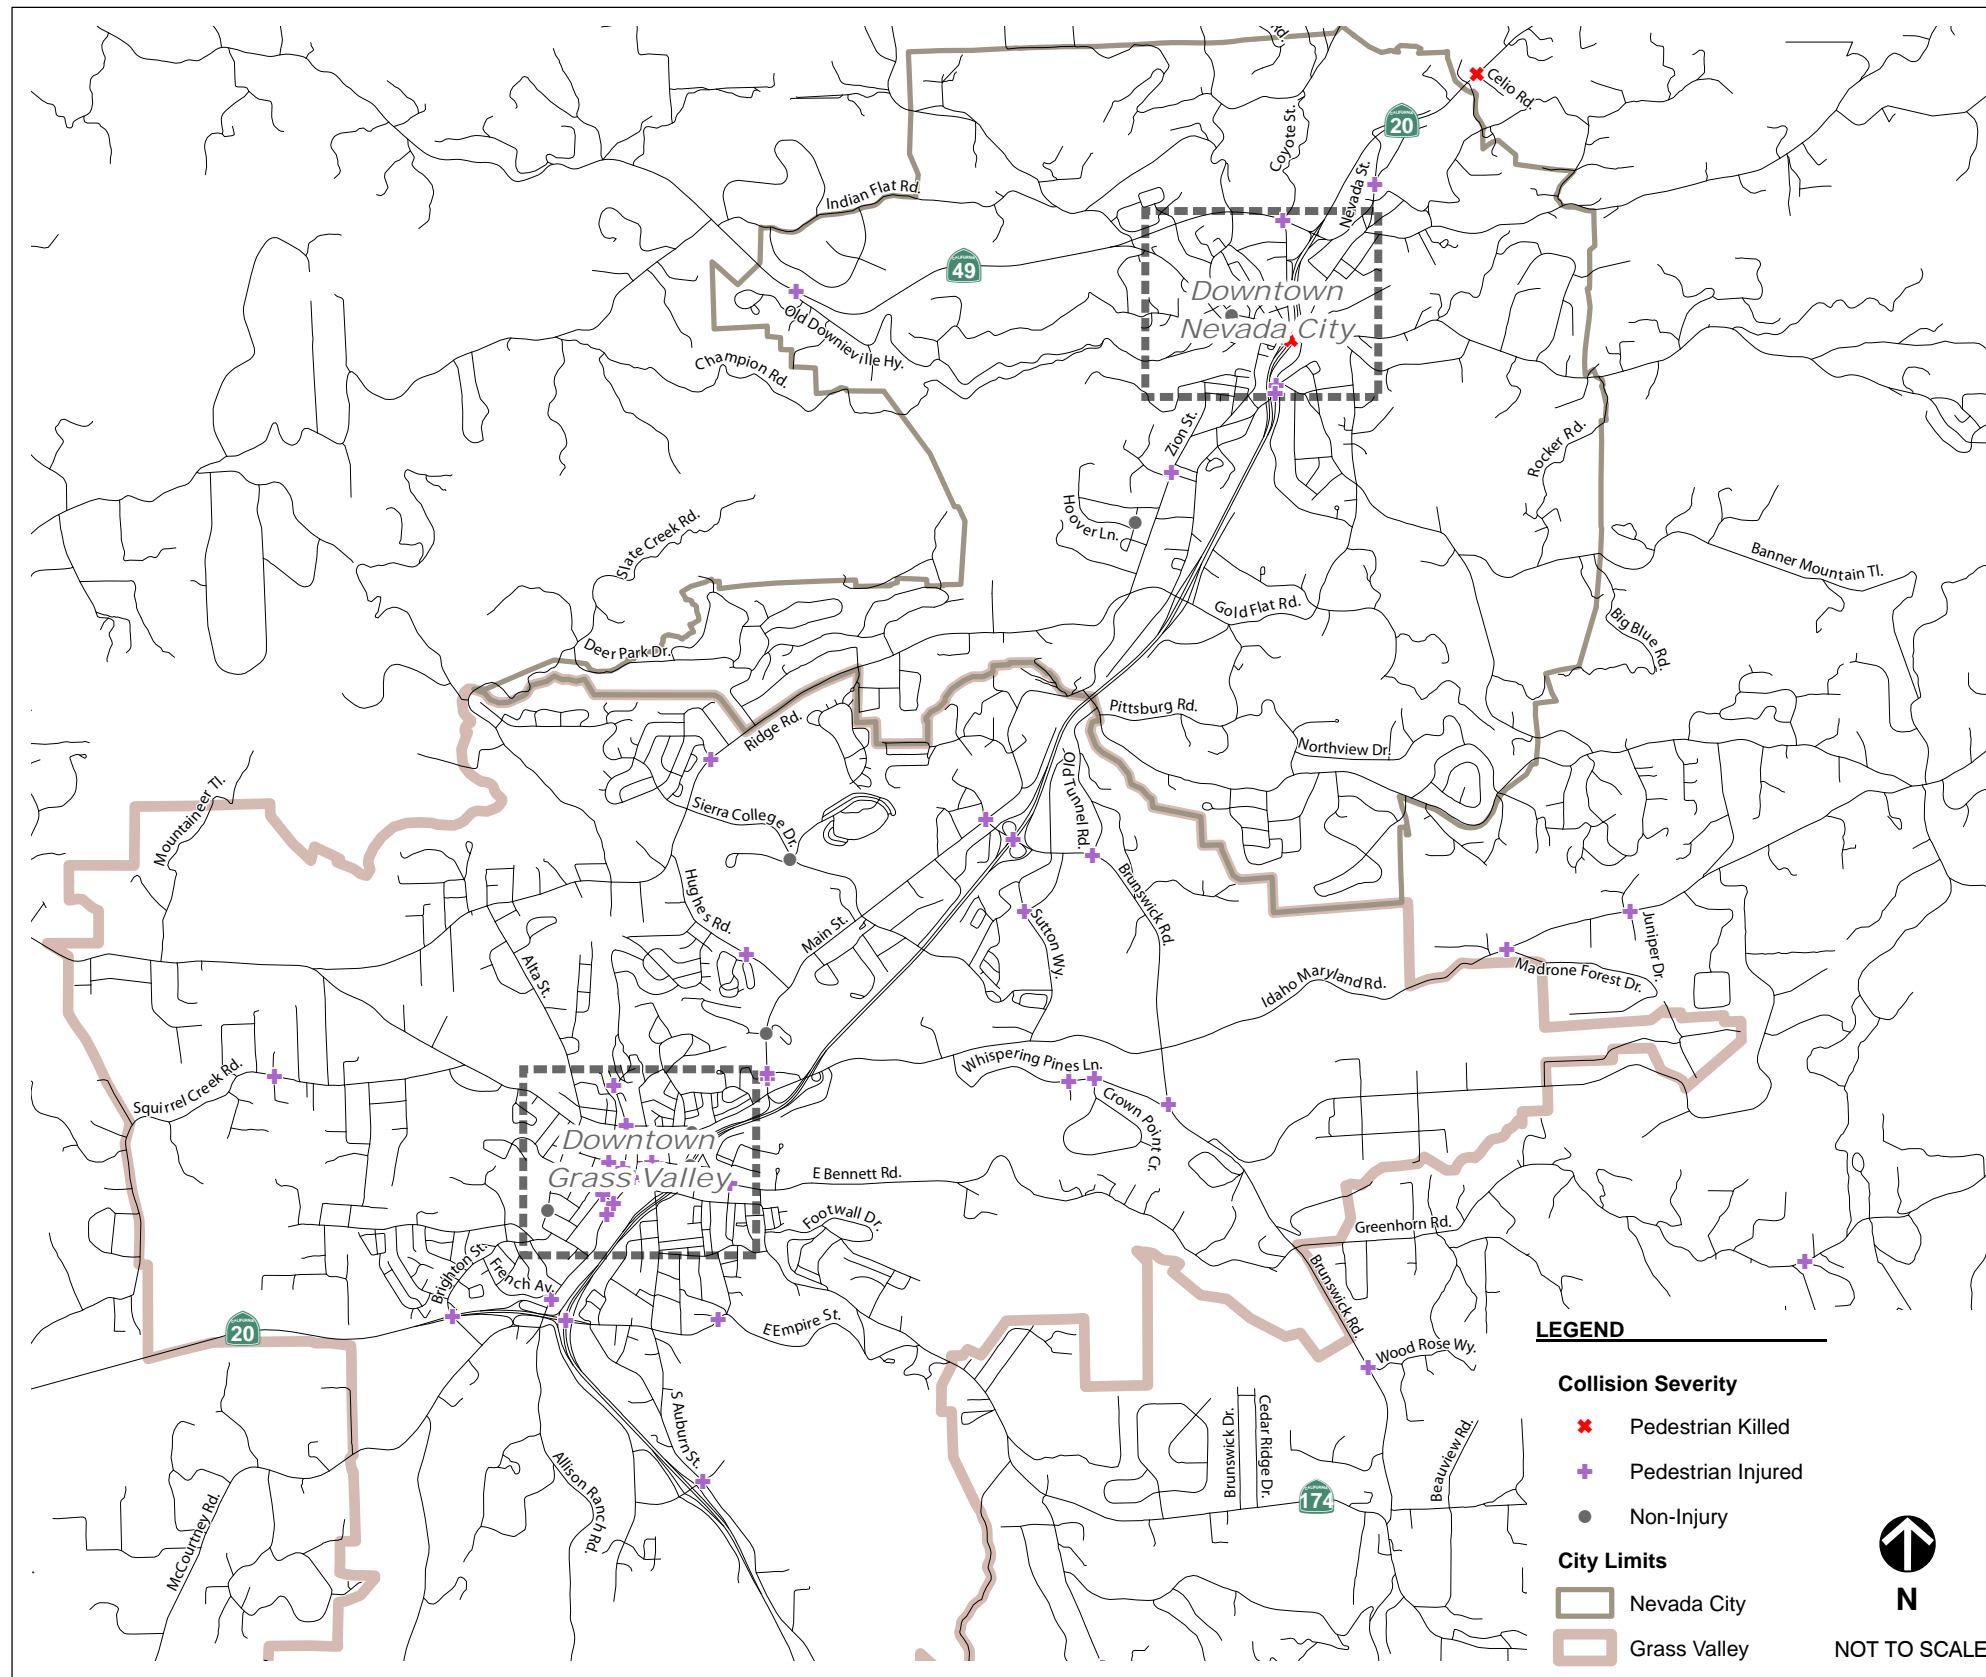 Rd.
Celio Rd.
CALIFORNIA
20
Coyote St.
Nevada St.
Indian Flat Rd.
CALIFORNIA
49
Downtown
Nevada City
Old Downieville Hy.
Champion Rd.
Zion St.
Rocker Rd.
Hoover Ln.
Slate Creek Rd.
Banner Mountain Tl.
Gold Flat Rd.
Big Blue Rd.
Deer Park Dr.
Pittsburg Rd.
Ridge Rd.
Northview Dr.
Old Tunnel Rd.
Mountaineer Tl.
Sierra College Dr.
Hughes Rd.
Brunswick Rd.
Main St.
Sutton Wy.
Juniper Dr.
Alta St.
Madrone Forest Dr.
Idaho Maryland Rd.
Whispering Pines Ln.
Squirrel Creek Rd.
Crown Point Cr.
Downtown
Grass Valley
E Bennett Rd.
Footwall Dr.
Greenhorn Rd.
Brighton St.
French Av.
Brunswick Rd.
CALIFORNIA
20
E Empire St.
Wood Rose Wy.
S Auburn St.
Brunswick Dr.
Cedar Ridge Dr.
Beauview Rd.
Allison Ranch Rd.
McCourtney Rd.
CALIFORNIA
174
LEGEND
Collision Severity
Pedestrian Killed
Pedestrian Injured
Non-Injury
City Limits
Nevada City
Grass Valley
N
NOT TO SCALE